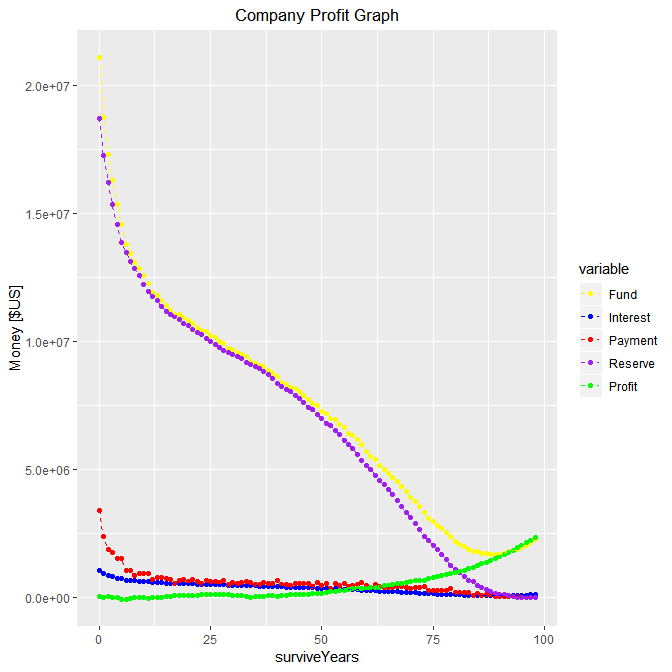 Company Profit Graph
Money [$US]
2.0e+07
1.5e+07
1.0e+07
5.0e+06
0.0e+00
0 25 50 75 100
surviveYears
variable
Fund
Interest
Payment
Reserve
Profit